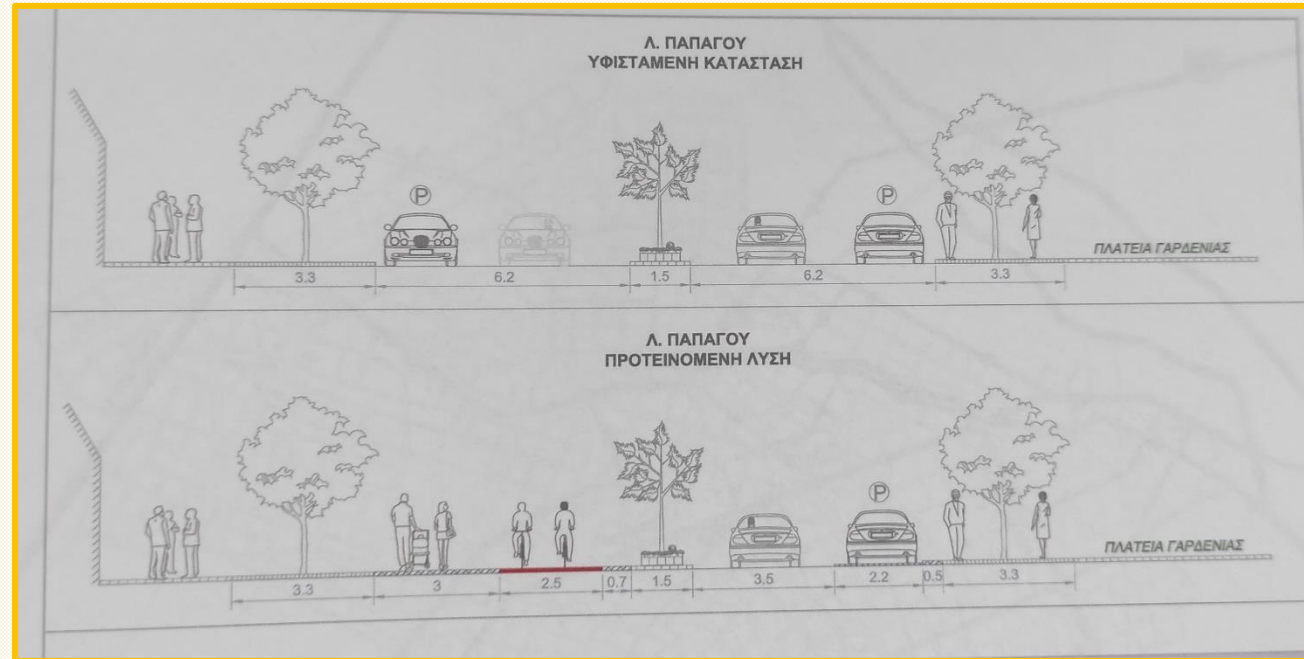 Λ. ΠΑΠΑΓΟΥ
ΥΦΙΣΤΑΜΕΝΗ ΚΑΤΑΣΤΑΣΗ
P P
ΠΛΑΤΕΙΑ ΓΑΡΔΕΝΙΑΣ
3.3 6.2 1.5 6.2 3.3
Λ. ΠΑΠΑΓΟΥ
ΠΡΟΤΕΙΝΟΜΕΝΗ ΛΥΣΗ
P
ΠΛΑΤΕΙΑ ΓΑΡΔΕΝΙΑΣ
3.3 3 2.5 0.7 1.5 3.5 2.2 0.5 3.3